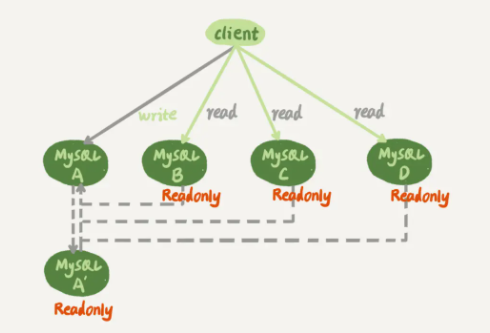 client
write
read
read
read
MySQL
A
MySQL
B
Readonly
MySQL
C
Readonly
MySQL
D
Readonly
MySQL
A'
Readonly